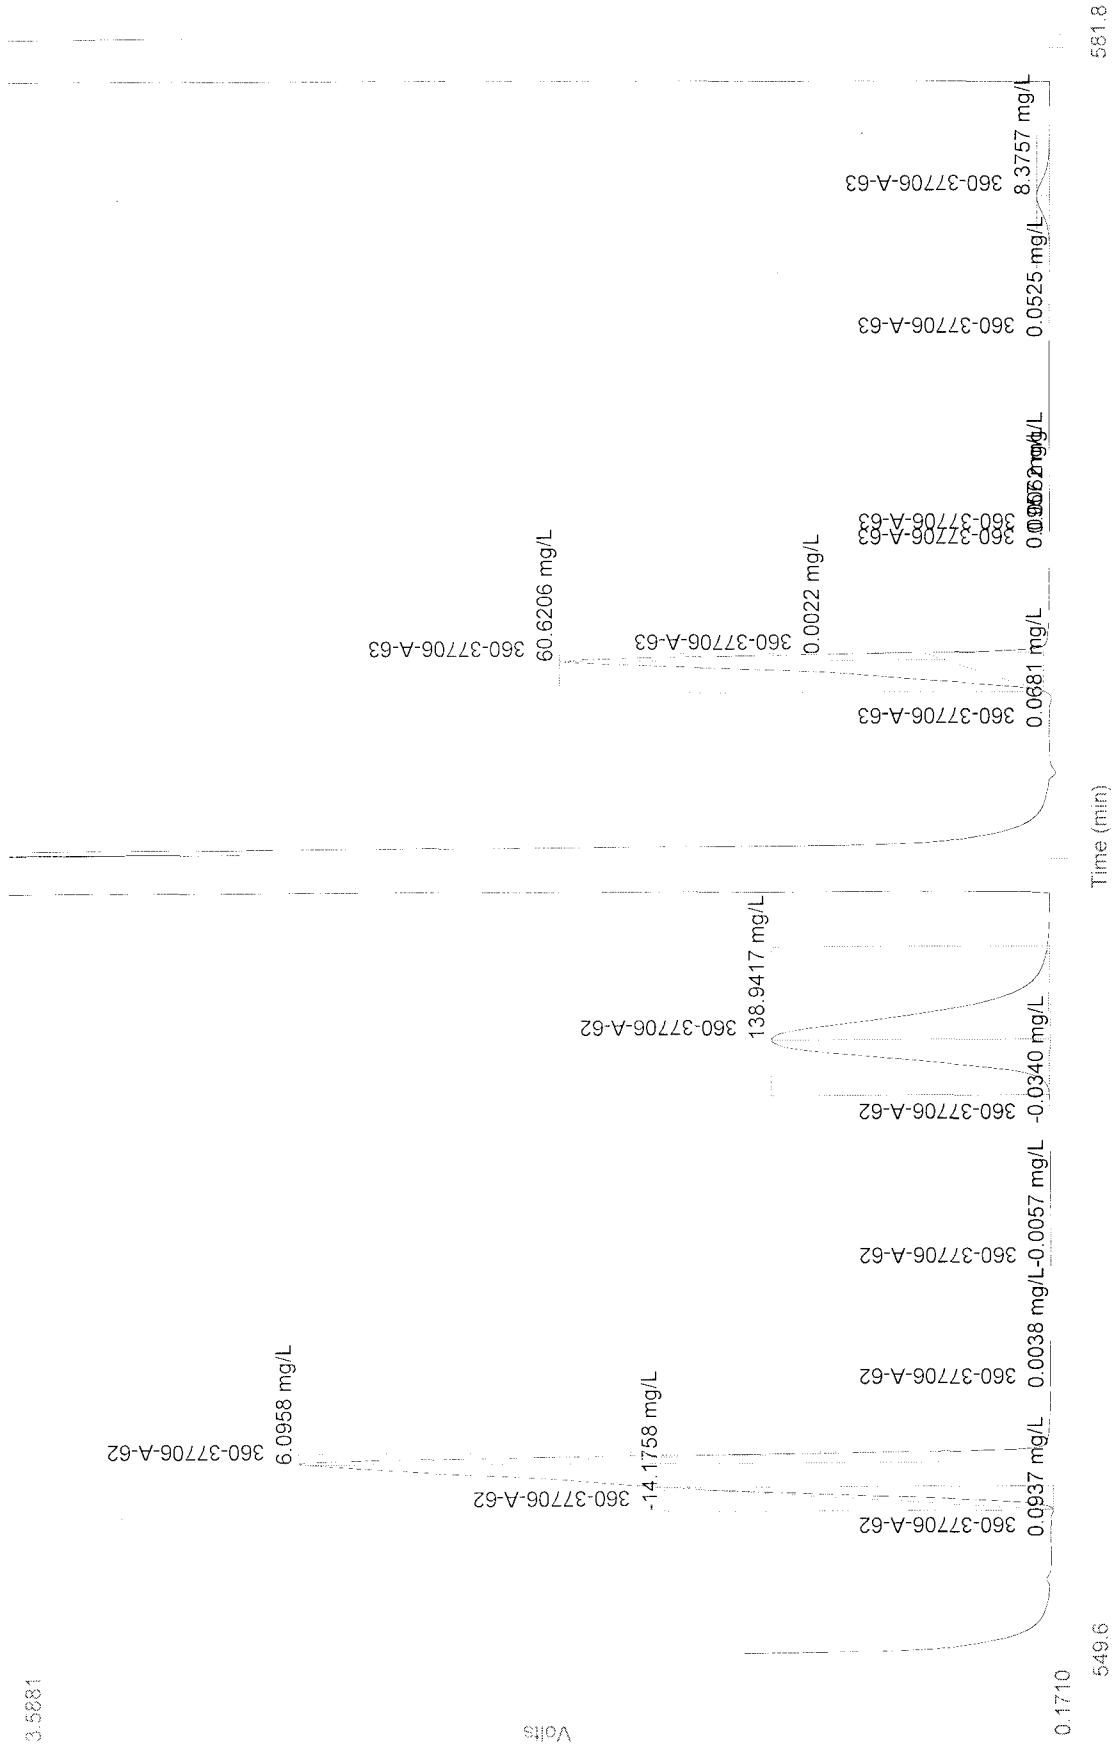 3.5881
Volts
0.1710
549.6
Time (min)
581.8
360-37706-A-62
0.0937 mg/L
360-37706-A-62
-14.1758 mg/L
360-37706-A-62
6.0958 mg/L
360-37706-A-62
0.0038 mg/L
360-37706-A-62
-0.0057 mg/L
360-37706-A-62
-0.0340 mg/L
360-37706-A-62
138.9417 mg/L
360-37706-A-63
0.0681 mg/L
360-37706-A-63
60.6206 mg/L
360-37706-A-63
0.0022 mg/L
360-37706-A-63
360-37706-A-63
360-37706-A-63
0.0525 mg/L
360-37706-A-63
8.3757 mg/L